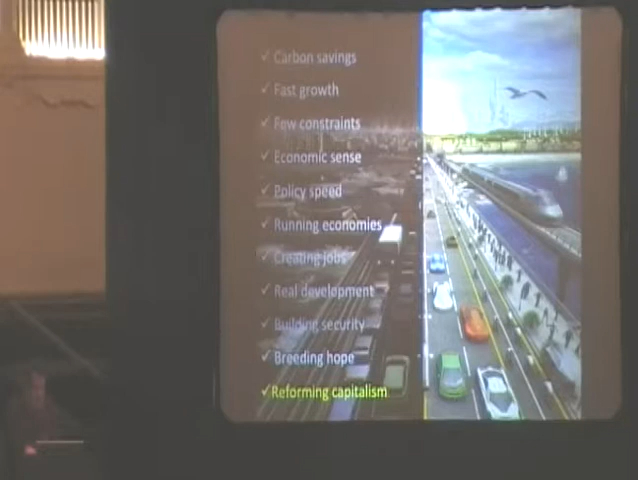 ✓ Carbon savings
✓ Fast growth
✓ Few constraints
✓ Economic sense
✓ Policy speed
✓ Running economies
✓ Creating jobs
✓ Real development
✓ Building security
✓ Breeding hope
✓ Reforming capitalism